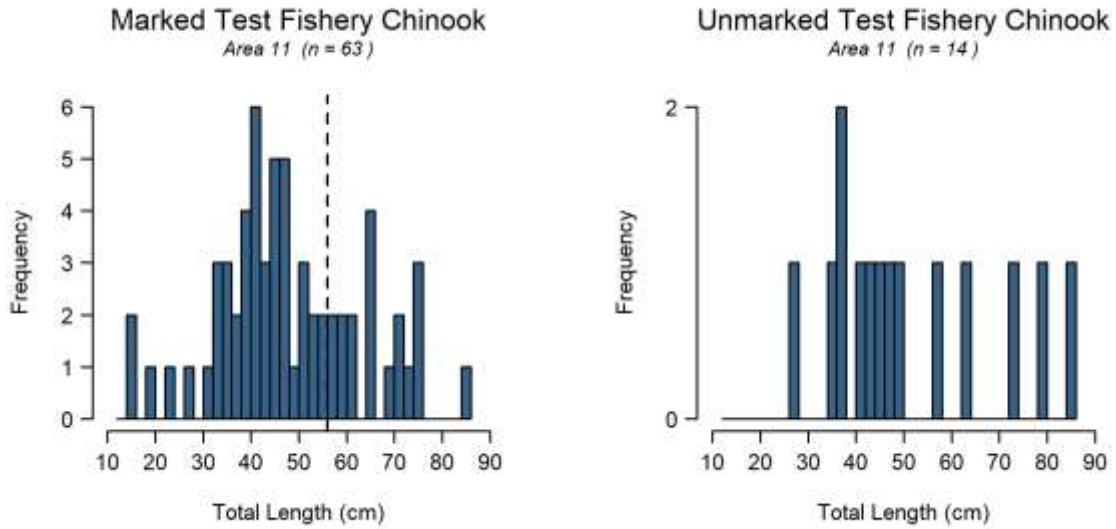 Marked Test Fishery Chinook
Area 11 (n = 63 )
Frequency
6
5
4
3
2
1
0
10 20 30 40 50 60 70 80 90
Total Length (cm)
Unmarked Test Fishery Chinook
Area 11 (n = 14 )
Frequency
2
0
10 20 30 40 50 60 70 80 90
Total Length (cm)